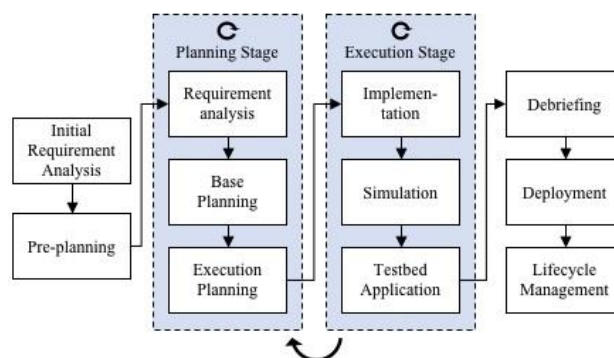 Initial
Requirement
Analysis
Pre-planning
Planning Stage
Requirement
analysis
Base
Planning
Execution
Planning
Execution Stage
Implemen-
tation
Simulation
Testbed
Application
Debriefing
Deployment
Lifecycle
Management